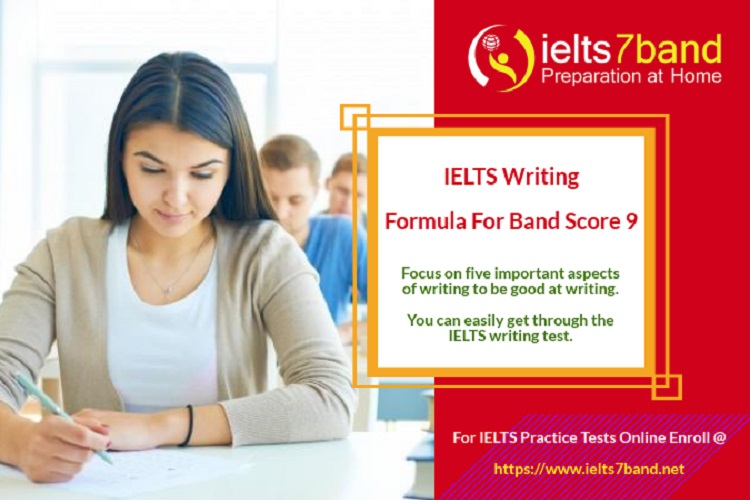 ielts7band
Preparation at Home
IELTS Writing
Formula For Band Score 9
Focus on five important aspects
of writing to be good at writing.
You can easily get through the
IELTS writing test.
For IELTS Practice Tests Online Enroll @
https://www.ielts7band.net